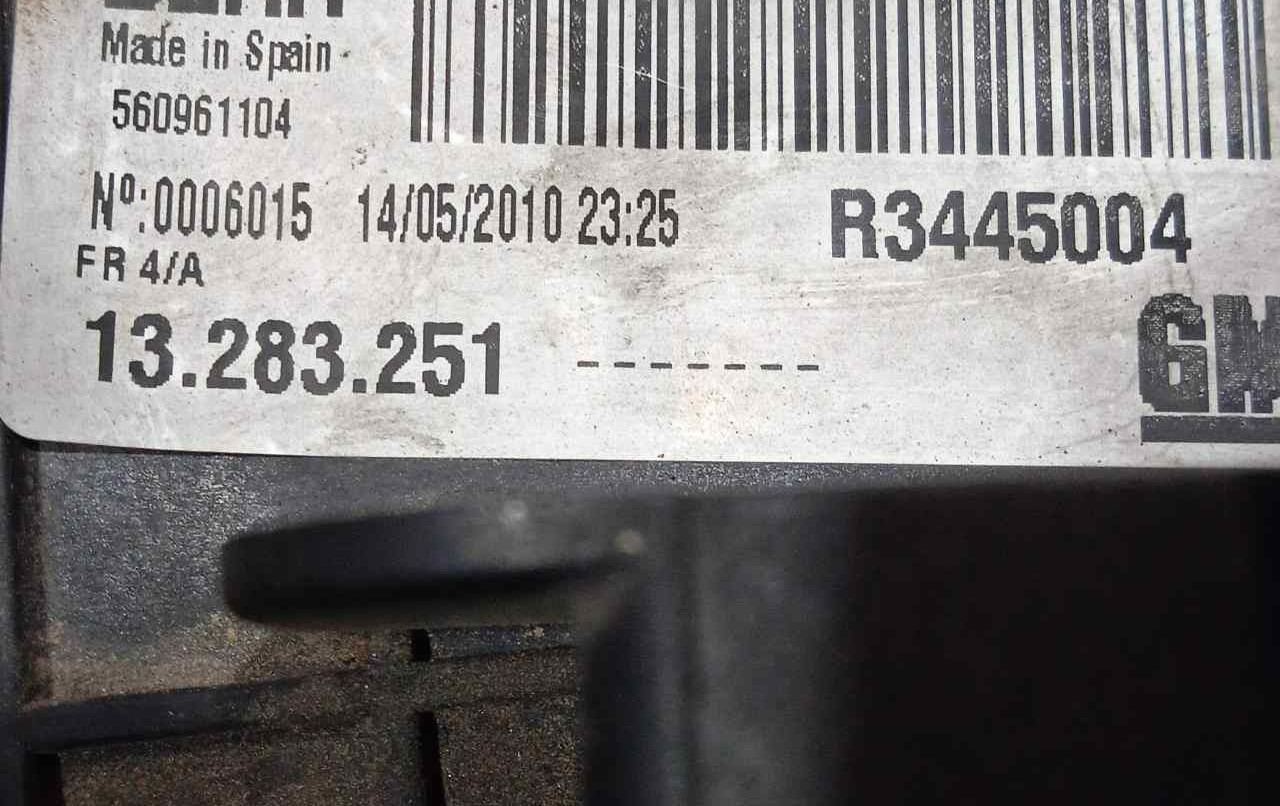 Made in Spain
560961104
Nº:0006015 14/05/2010 23:25 R3445004
FR 4/A
13.283.251 -------